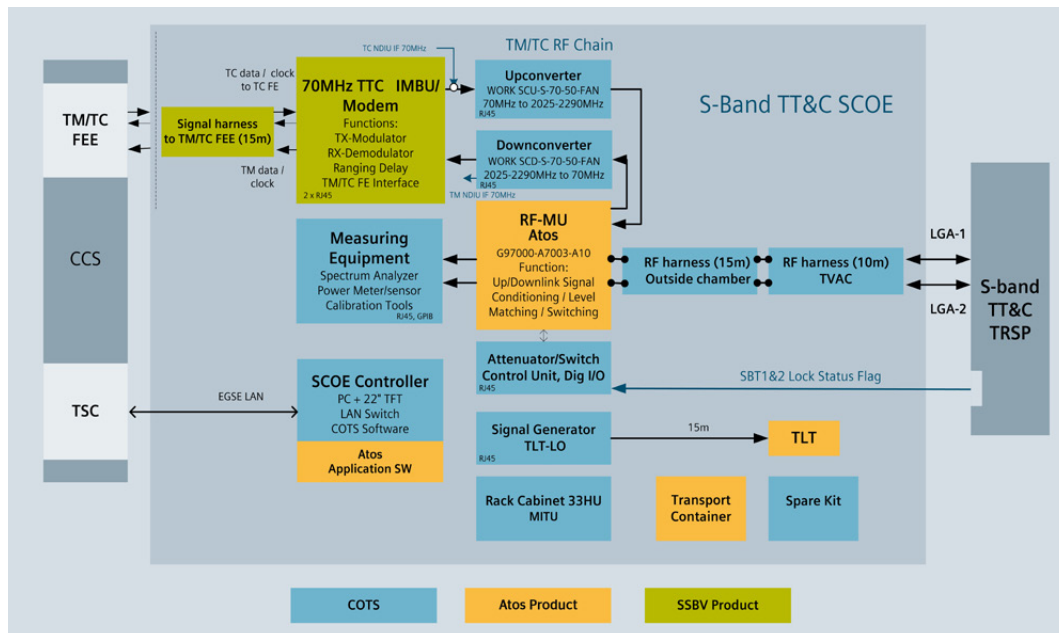 TC NDIU IF 70MHz
TM/TC RF Chain
S-Band TT&C SCOE
TC data / clock
to TC FE
70MHz TTC IMBU/
Modem
Functions:
TX-Modulator
RX-Demodulator
Ranging Delay
TM/TC FE Interface
2 x RJ45
Upconverter
WORK SCU-S-70-50-FAN
70MHz to 2025-2290MHz
RJ45
TM/TC
FEE
Signal harness
to TM/TC FEE (15m)
Downconverter
WORK SCD-S-70-50-FAN
2025-2290MHz to 70MHz
RJ45
TM data /
clock
TM NDIU IF 70MHz
CCS
Measuring
Equipment
Spectrum Analyzer
Power Meter/sensor
Calibration Tools
RJ45, GPIB
RF-MU
Atos
G97000-A7003-A10
Function:
Up/Downlink Signal
Conditioning / Level
Matching / Switching
RF harness (15m)
Outside chamber
RF harness (10m)
TVAC
LGA-1
LGA-2
S-band
TT&C
TRSP
Attenuator/Switch
Control Unit, Dig I/O
RJ45
SBT1&2 Lock Status Flag
TSC
EGSE LAN
SCOE Controller
PC + 22" TFT
LAN Switch
COTS Software
Atos
Application SW
Signal Generator
TLT-LO
RJ45
15m
TLT
Rack Cabinet 33HU
MITU
Transport
Container
Spare Kit
COTS
Atos Product
SSBV Product